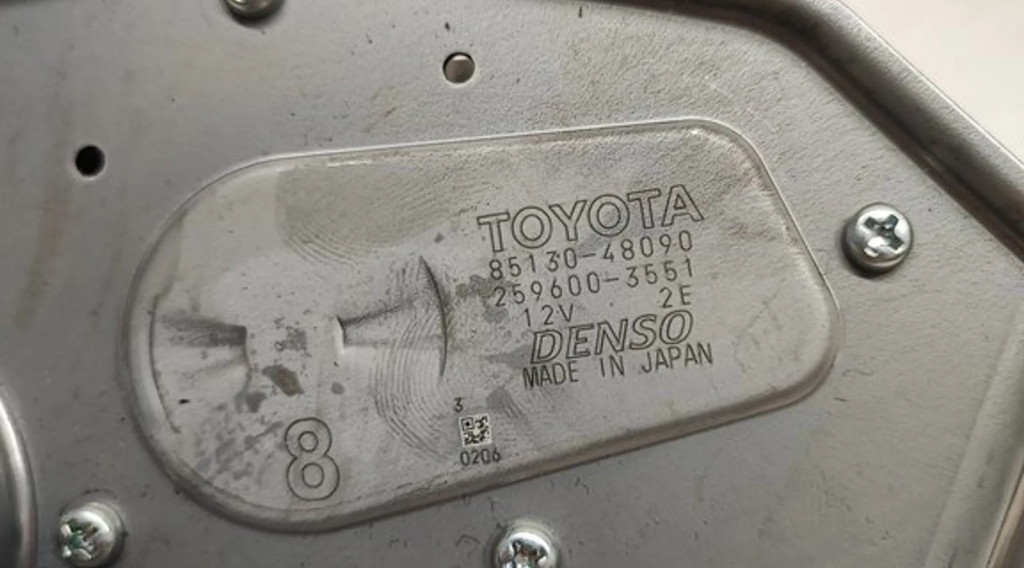 TOYOTA
85130-48090
259600-3551
12V 2E
DENSO
MADE IN JAPAN
3
0206
8